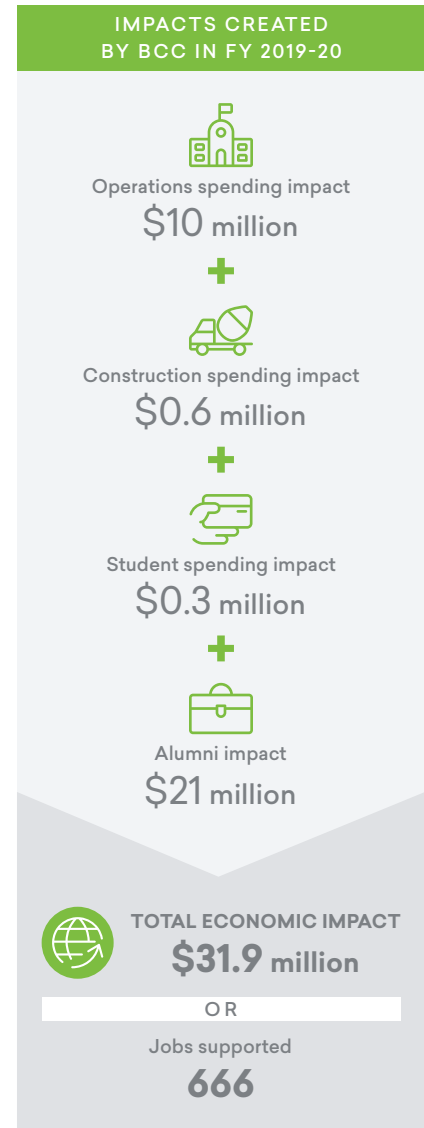 IMPACTS CREATED
BY BCC IN FY 2019-20
Operations spending impact
$10 million
+
Construction spending impact
$0.6 million
+
Student spending impact
$0.3 million
+
Alumni impact
$21 million
TOTAL ECONOMIC IMPACT
$31.9 million
OR
Jobs supported
666